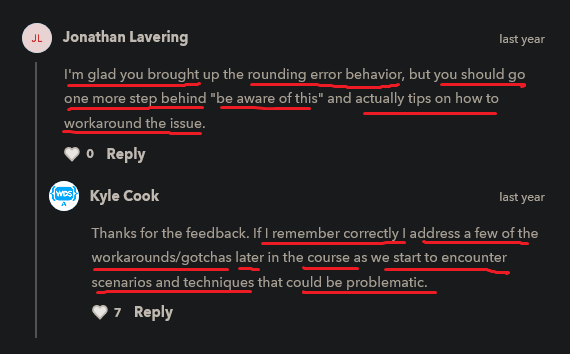 JL
Jonathan Lavering
last year
I'm glad you brought up the rounding error behavior, but you should go
one more step behind "be aware of this" and actually tips on how to
workaround the issue.
0 Reply
WDS
Kyle Cook
last year
Thanks for the feedback. If I remember correctly I address a few of the
workarounds/gotchas later in the course as we start to encounter
scenarios and techniques that could be problematic.
7 Reply